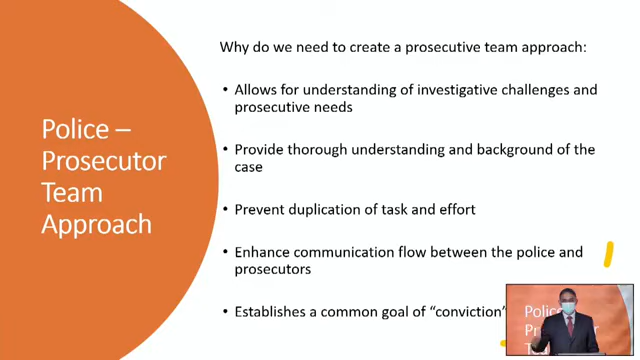 Why do we need to create a prosecutive team approach:
• Allows for understanding of investigative challenges and
prosecutive needs
Police –
Prosecutor
Team
Approach
• Provide thorough understanding and background of the
case
• Prevent duplication of task and effort
• Enhance communication flow between the police and
prosecutors
• Establishes a common goal of “conviction”